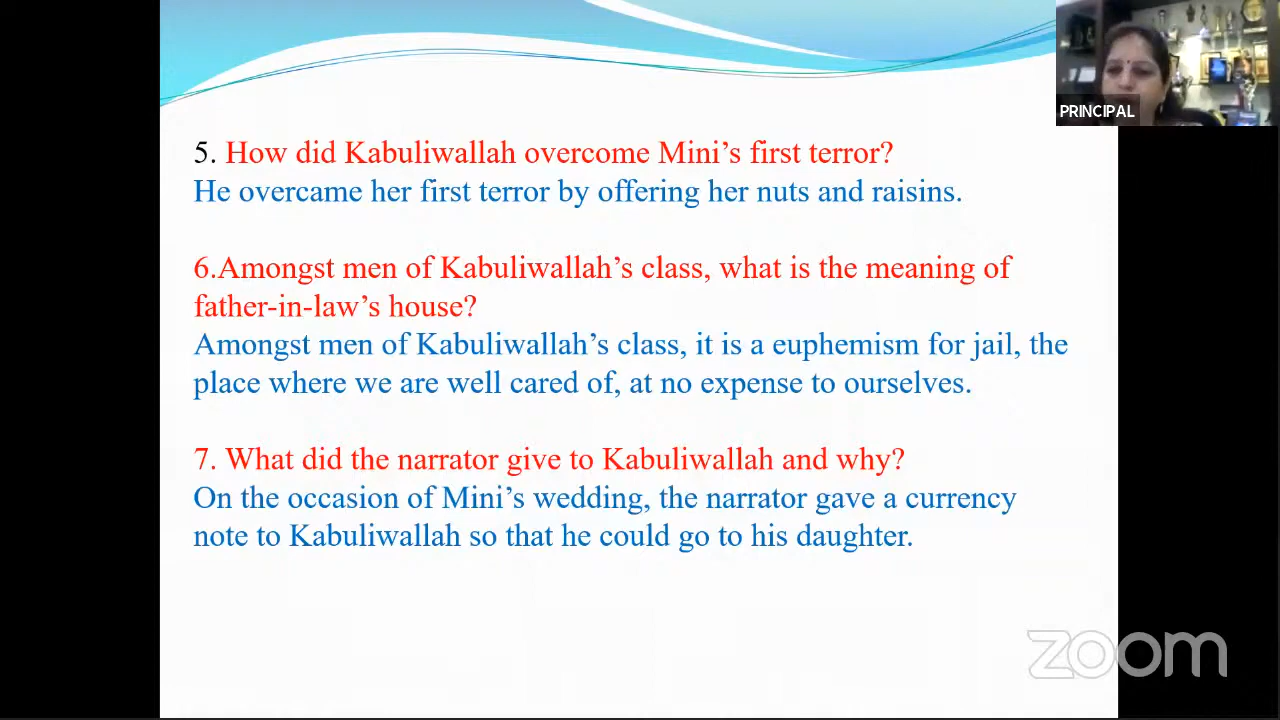 PRINCIPAL
5. How did Kabuliwallah overcome Mini’s first terror?
He overcame her first terror by offering her nuts and raisins.
6.Amongst men of Kabuliwallah’s class, what is the meaning of
father-in-law’s house?
Amongst men of Kabuliwallah’s class, it is a euphemism for jail, the
place where we are well cared of, at no expense to ourselves.
7. What did the narrator give to Kabuliwallah and why?
On the occasion of Mini’s wedding, the narrator gave a currency
note to Kabuliwallah so that he could go to his daughter.
zoom